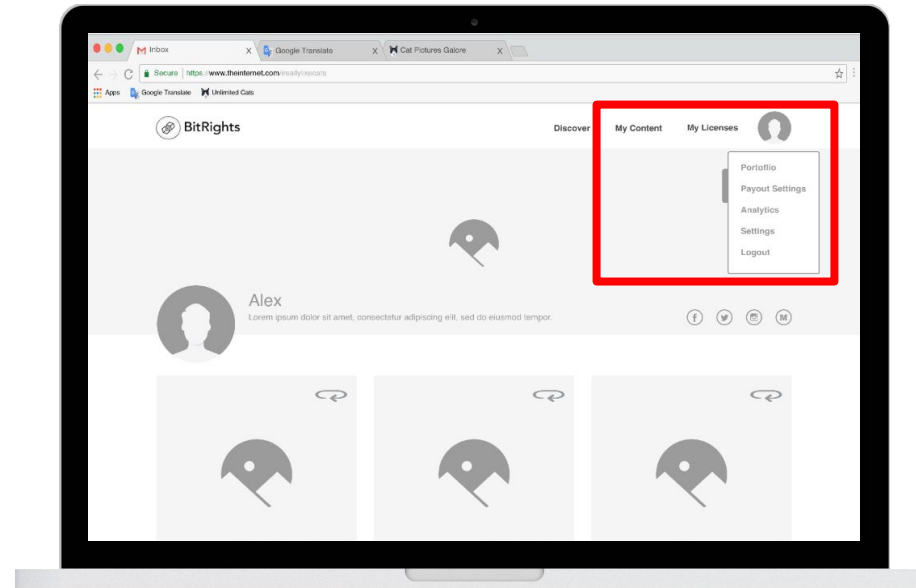 Inbox X Google Translate X Cat Pictures Galore X
Secure https://www.theinternet.com/ireallylovecats
Apps Google Translate Unlimited Cats
BitRights Discover My Content My Licenses
Portoflio
Payout Settings
Analytics
Settings
Logout
Alex
Lorem ipsum dolor sit amet, consectetur adipiscing elit, sed do eiusmod tempor.